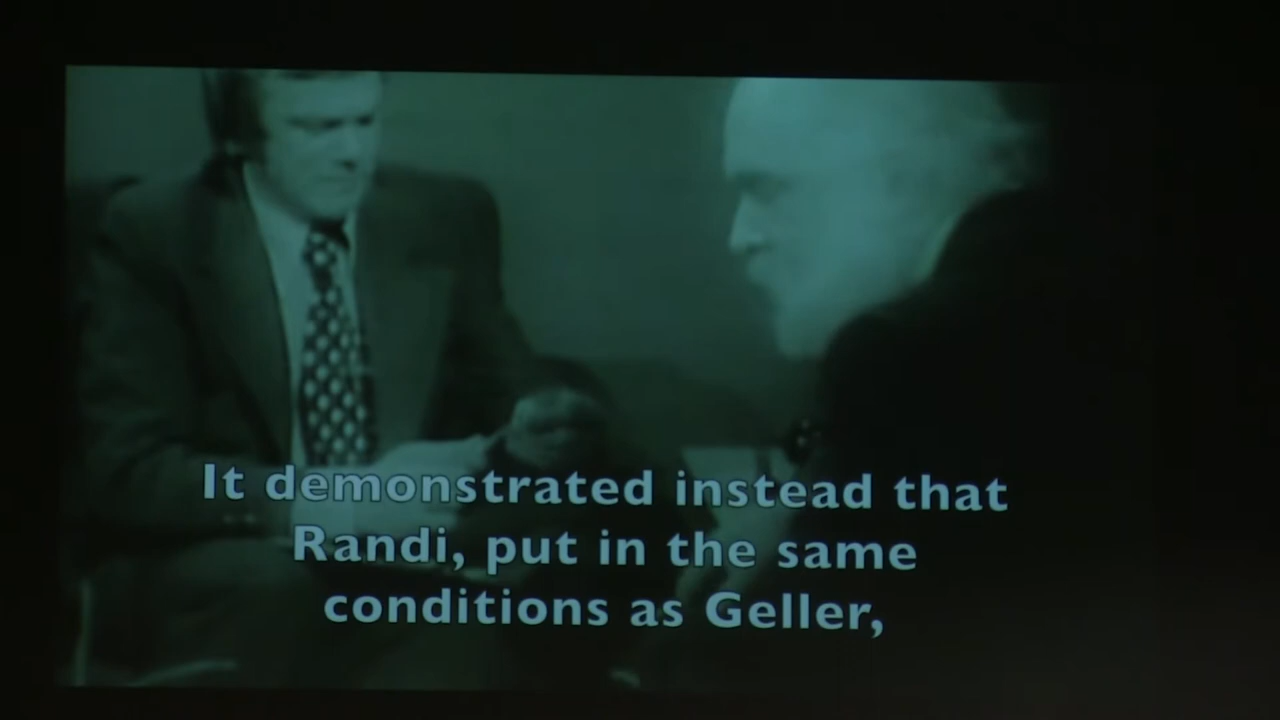 It demonstrated instead that
Randi, put in the same
conditions as Geller,